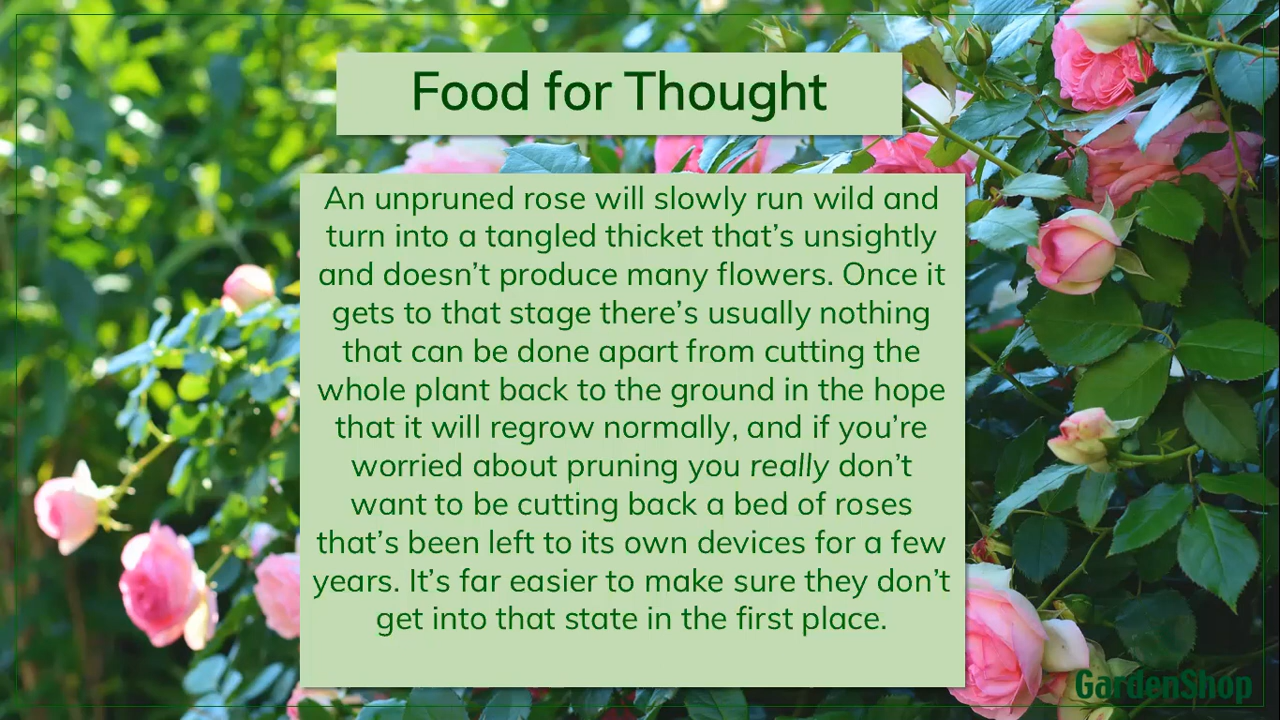 Food for Thought
An unpruned rose will slowly run wild and
turn into a tangled thicket that’s unsightly
and doesn’t produce many flowers. Once it
gets to that stage there’s usually nothing
that can be done apart from cutting the
whole plant back to the ground in the hope
that it will regrow normally, and if you’re
worried about pruning you really don’t
want to be cutting back a bed of roses
that’s been left to its own devices for a few
years. It’s far easier to make sure they don’t
get into that state in the first place.
GardenShop